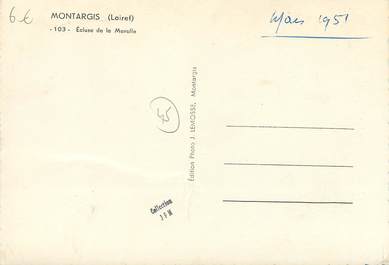 6€ MONTARGIS (Loiret)
- 103 - Écluse de la Marolle
Mars 1951
45
Édition Photo J. LEMOSSE, Montargis
Collection